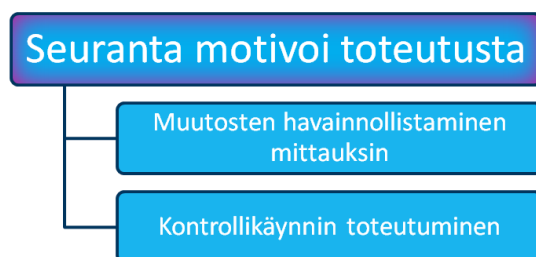 Seuranta motivoi toteutusta
Muutosten havainnollistaminen
mittauksin
Kontrollikäynnin toteutuminen